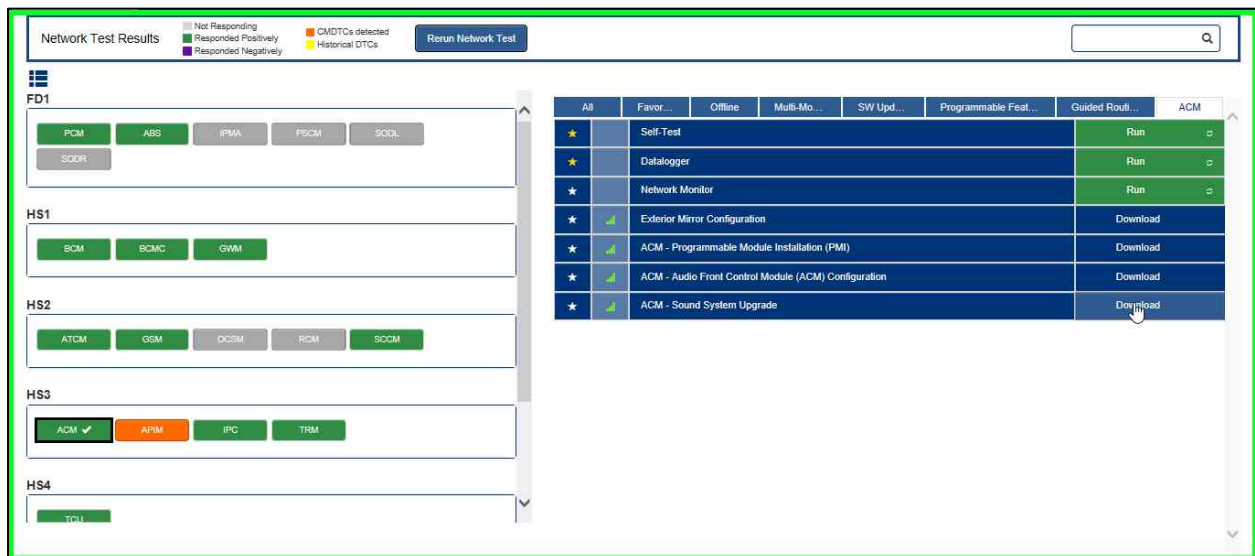 Network Test Results
Not Responding
Responded Positively
Responded Negatively
CMDTCs detected
Historical DTCs
Rerun Network Test
FD1
PCM ABS IPMA PSCM SODL
SODR
HS1
BCM BCMC GWM
HS2
ATCM GSM DCSM RCM SCCM
HS3
ACM APIM IPC TRM
HS4
TCU
All Favor... Offline Multi-Mo... SW Upd... Programmable Feat... Guided Routi... ACM
Self-Test Run
Datalogger Run
Network Monitor Run
Exterior Mirror Configuration Download
ACM - Programmable Module Installation (PMI) Download
ACM - Audio Front Control Module (ACM) Configuration Download
ACM - Sound System Upgrade Download